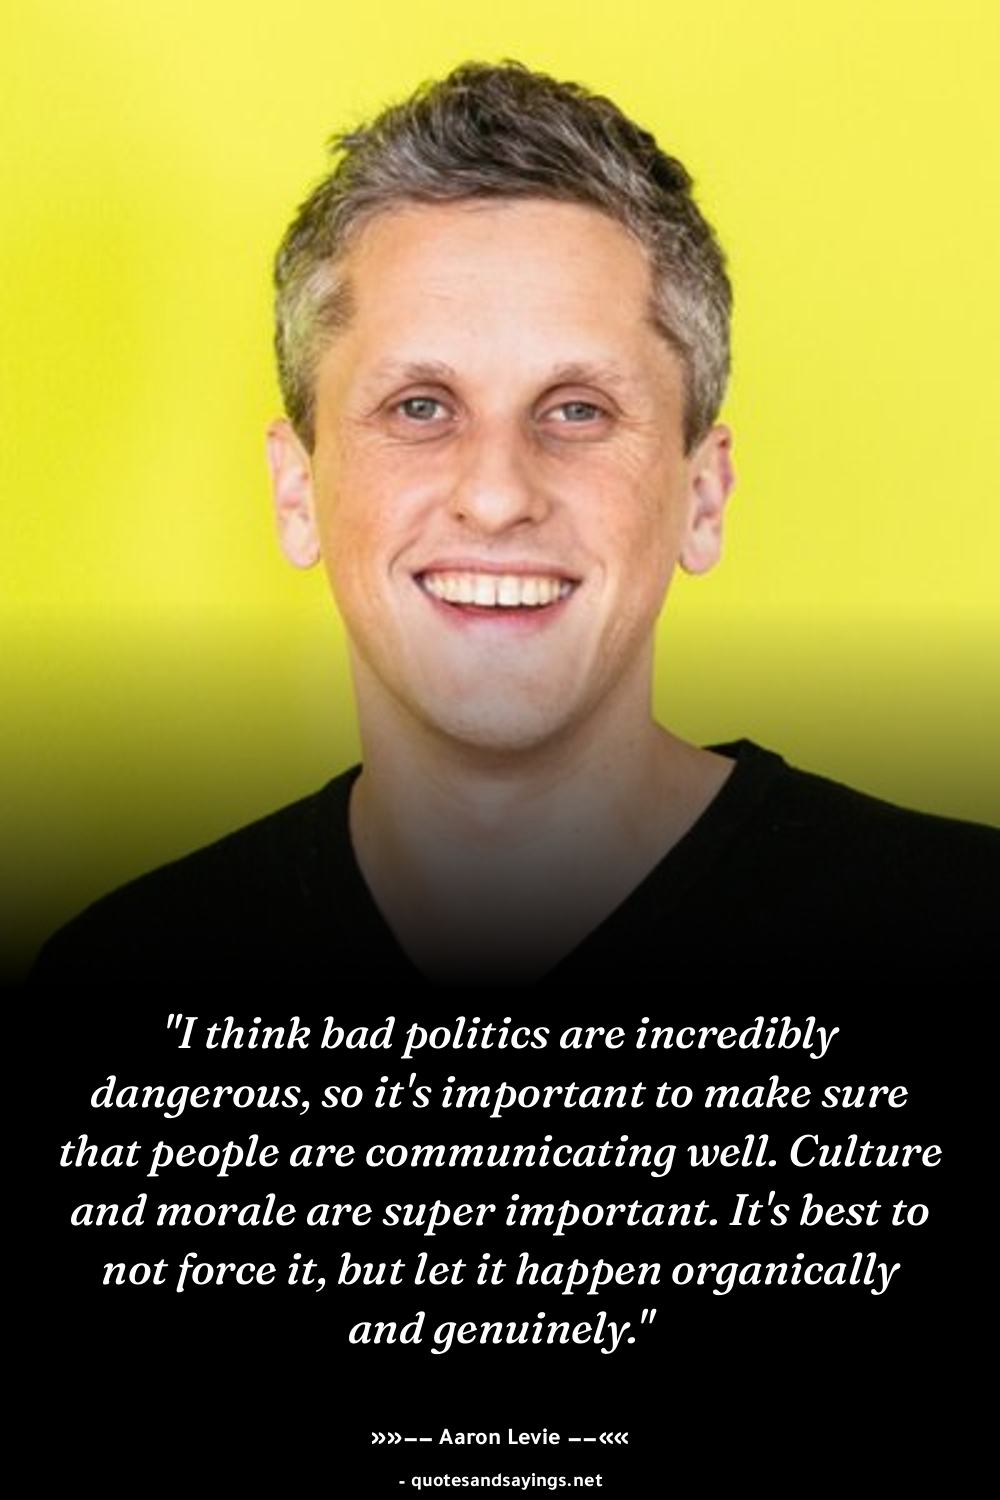 "I think bad politics are incredibly
dangerous, so it's important to make sure
that people are communicating well. Culture
and morale are super important. It's best to
not force it, but let it happen organically
and genuinely."
»»−− Aaron Levie −−««
- quotesandsayings.net